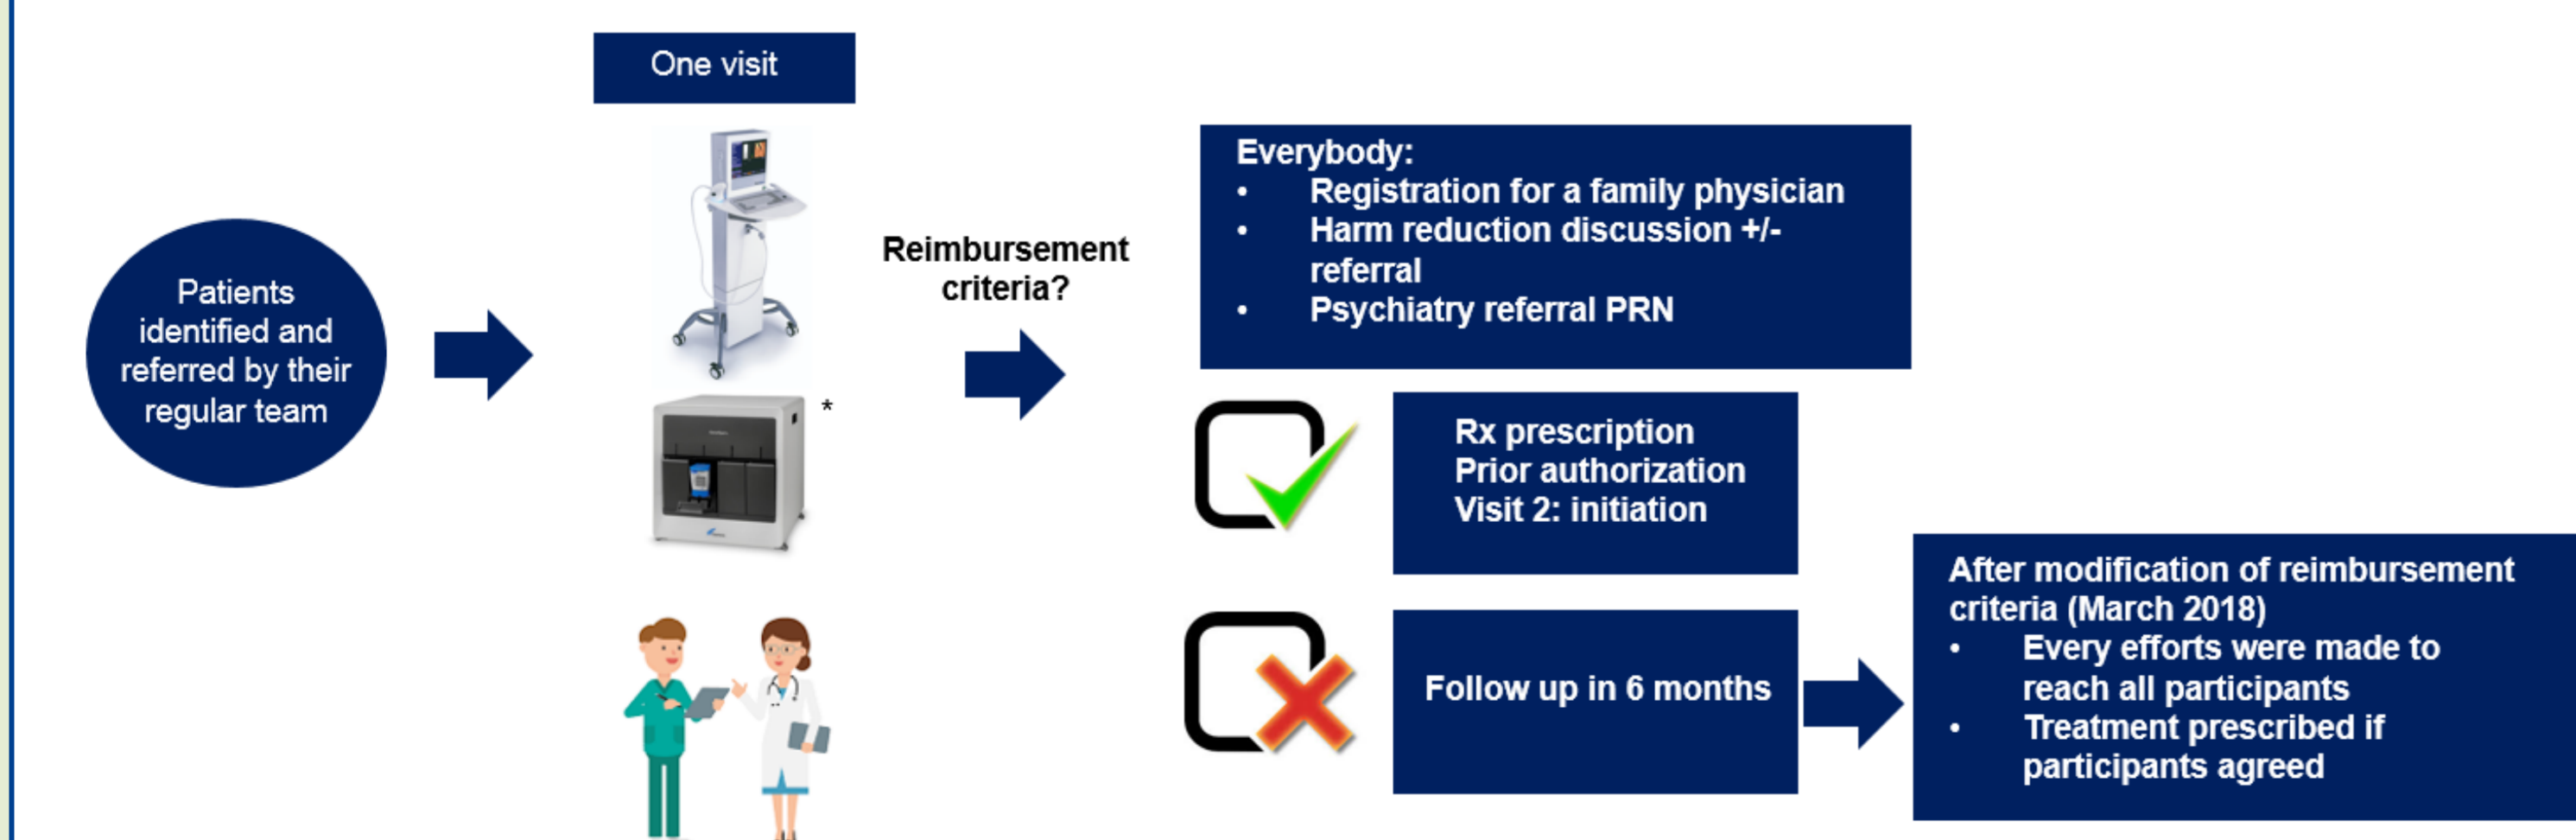 One visit
Patients
identified and
referred by their
regular team
*
Reimbursement
criteria?
Everybody:
• Registration for a family physician
• Harm reduction discussion +/-
referral
• Psychiatry referral PRN
Rx prescription
Prior authorization
Visit 2: initiation
Follow up in 6 months
After modification of reimbursement
criteria (March 2018)
• Every efforts were made to
reach all participants
• Treatment prescribed if
participants agreed